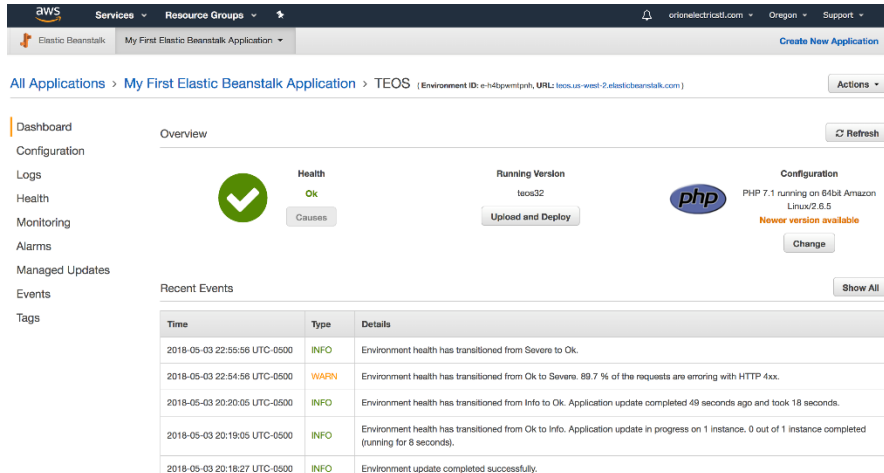 aws
Services
Resource Groups
orionelectricstl.com
Oregon
Support
Elastic Beanstalk
My First Elastic Beanstalk Application
Create New Application
All Applications > My First Elastic Beanstalk Application > TEOS ( Environment ID: e-h4bpwmtpnh, URL: teos.us-west-2.elasticbeanstalk.com )
Actions
Dashboard
Configuration
Logs
Health
Monitoring
Alarms
Managed Updates
Events
Tags
Overview
Refresh
Health
Ok
Causes
Running Version
teos32
Upload and Deploy
php
Configuration
PHP 7.1 running on 64bit Amazon
Linux/2.6.5
Newer version available
Change
Recent Events
Show All
Time Type Details
2018-05-03 22:55:56 UTC-0500 INFO Environment health has transitioned from Severe to Ok.
2018-05-03 22:54:56 UTC-0500 WARN Environment health has transitioned from Ok to Severe. 89.7 % of the requests are erroring with HTTP 4xx.
2018-05-03 20:20:05 UTC-0500 INFO Environment health has transitioned from Info to Ok. Application update completed 49 seconds ago and took 18 seconds.
2018-05-03 20:19:05 UTC-0500 INFO Environment health has transitioned from Ok to Info. Application update in progress on 1 instance. 0 out of 1 instance completed
(running for 8 seconds).
2018-05-03 20:18:27 UTC-0500 INFO Environment update completed successfully.